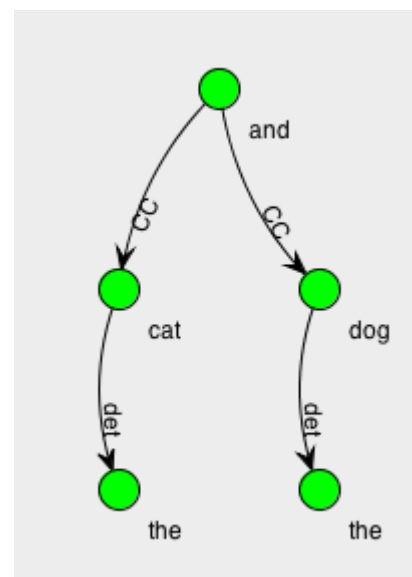 and
CC CC
cat dog
det det
the the